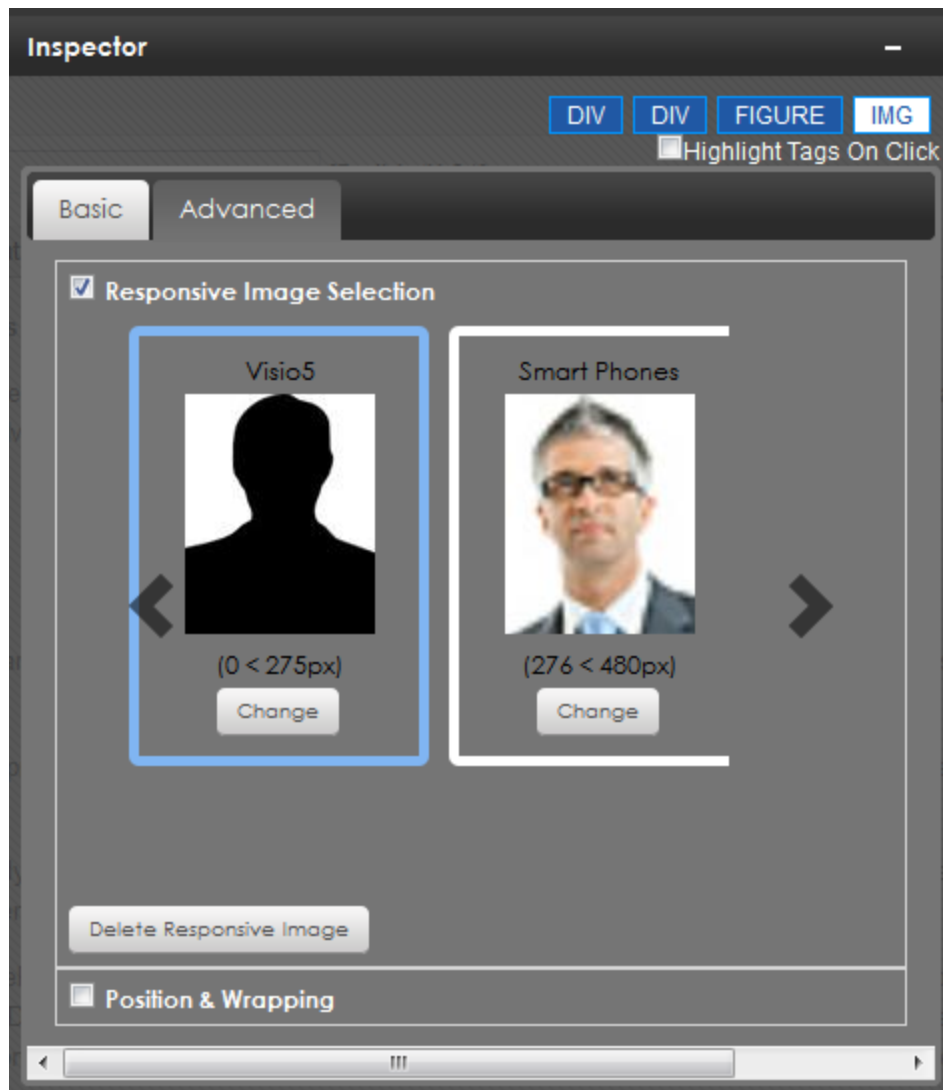 Inspector
DIV DIV FIGURE IMG
Highlight Tags On Click
Basic Advanced
Responsive Image Selection
Visio5 Smart Phones
(0 < 275px) (276 < 480px)
Change Change
Delete Responsive Image
Position & Wrapping